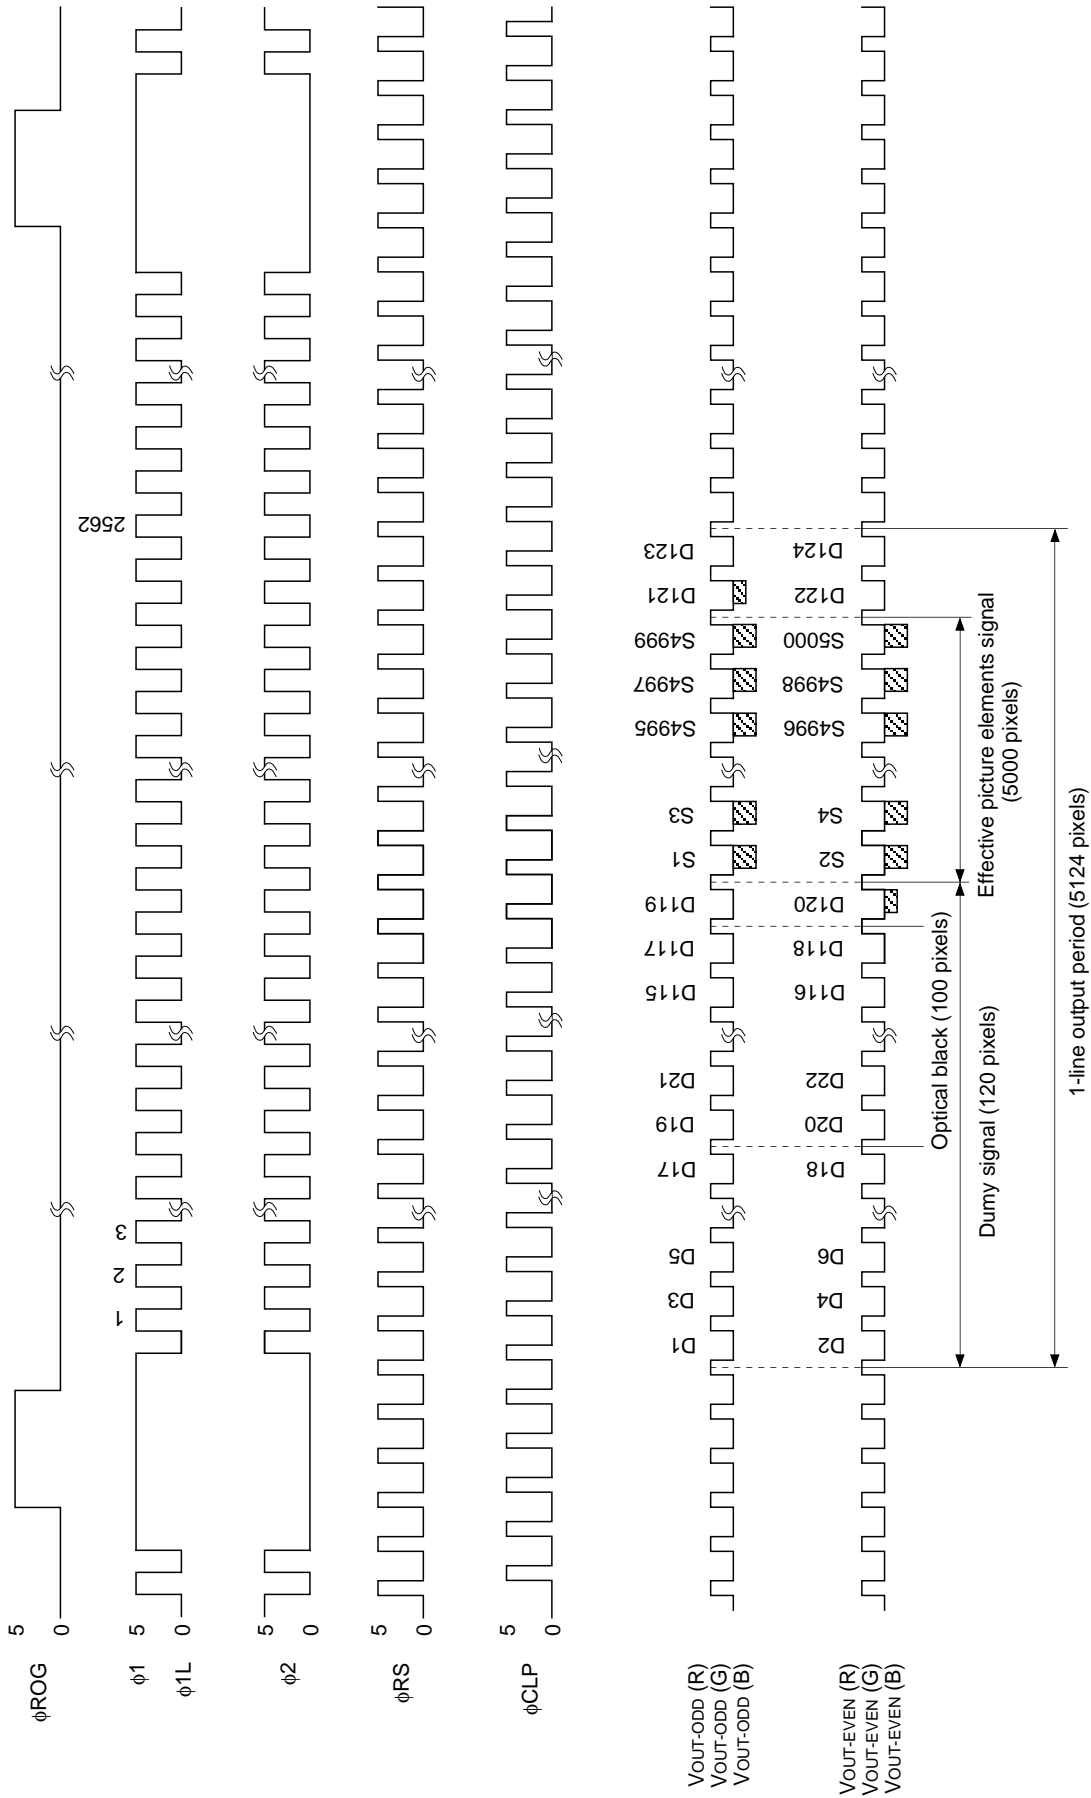 φROG
5
0
φ1
φ1L
5
0
1
2
3
2562
φ2
5
0
φRS
5
0
φCLP
5
0
VOUT-ODD (R)
VOUT-ODD (G)
VOUT-ODD (B)
D1
D3
D5
D17
D19
D21
D115
D117
D119
S1
S3
S4995
S4997
S4999
D121
D123
VOUT-EVEN (R)
VOUT-EVEN (G)
VOUT-EVEN (B)
D2
D4
D6
D18
D20
D22
D116
D118
D120
S2
S4
S4996
S4998
S5000
D122
D124
Optical black (100 pixels)
Dumy signal (120 pixels)
Effective picture elements signal
(5000 pixels)
1-line output period (5124 pixels)